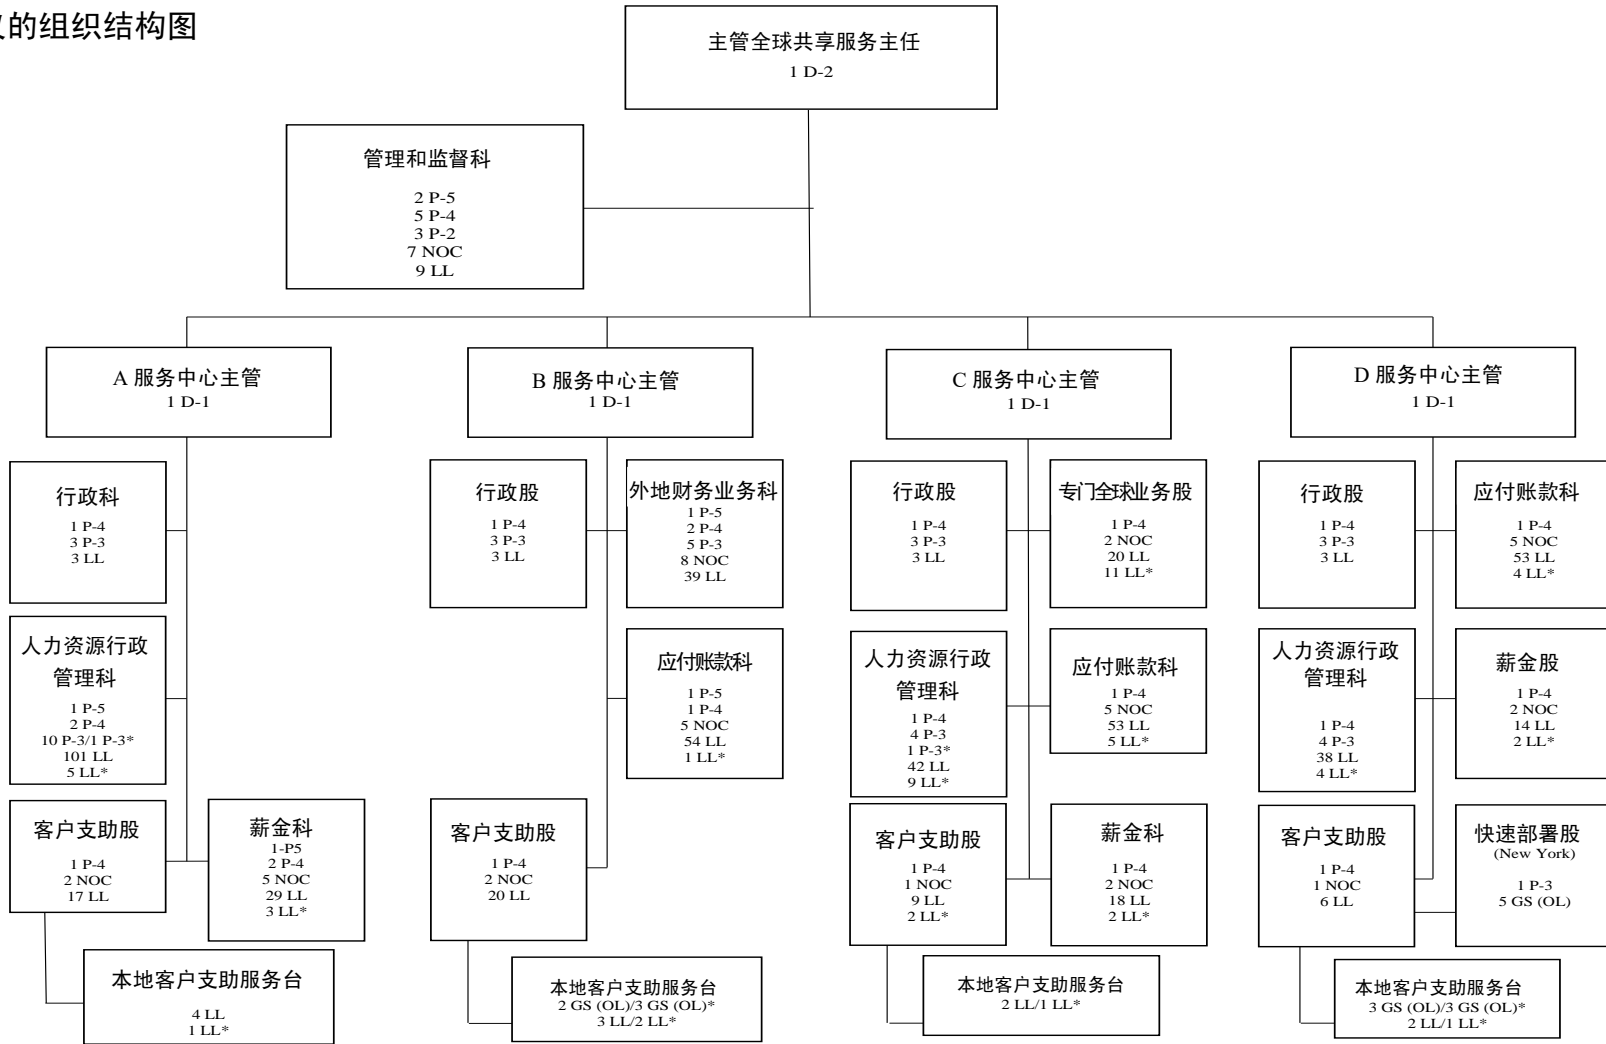 的组织结构图
主管全球共享服务主任
1 D-2
管理和监督科
2 P-5
5 P-4
3 P-2
7 NOC
9 LL
A 服务中心主管
1 D-1
B 服务中心主管
1 D-1
C 服务中心主管
1 D-1
D 服务中心主管
1 D-1
行政科
1 P-4
3 P-3
3 LL
人力资源行政
管理科
1 P-5
2 P-4
10 P-3/1 P-3*
101 LL
5 LL*
客户支助股
1 P-4
2 NOC
17 LL
薪金科
1-P5
2 P-4
5 NOC
29 LL
3 LL*
本地客户支助服务台
4 LL
1 LL*
行政股
1 P-4
3 P-3
3 LL
外地财务业务科
1 P-5
2 P-4
5 P-3
8 NOC
39 LL
应付账款科
1 P-5
1 P-4
5 NOC
54 LL
1 LL*
客户支助股
1 P-4
2 NOC
20 LL
本地客户支助服务台
2 GS (OL)/3 GS (OL)*
3 LL/2 LL*
行政股
1 P-4
3 P-3
3 LL
专门全球业务股
1 P-4
2 NOC
20 LL
11 LL*
人力资源行政
管理科
1 P-4
4 P-3
1 P-3*
42 LL
9 LL*
应付账款科
1 P-4
5 NOC
53 LL
5 LL*
客户支助股
1 P-4
1 NOC
9 LL
2 LL*
薪金科
1 P-4
2 NOC
18 LL
2 LL*
本地客户支助服务台
2 LL/1 LL*
行政股
1 P-4
3 P-3
3 LL
应付账款科
1 P-4
5 NOC
53 LL
4 LL*
人力资源行政
管理科
1 P-4
4 P-3
38 LL
4 LL*
薪金股
1 P-4
2 NOC
14 LL
2 LL*
客户支助股
1 P-4
1 NOC
6 LL
快速部署股
(New York)
1 P-3
5 GS (OL)
本地客户支助服务台
3 GS (OL)/3 GS (OL)*
2 LL/1 LL*